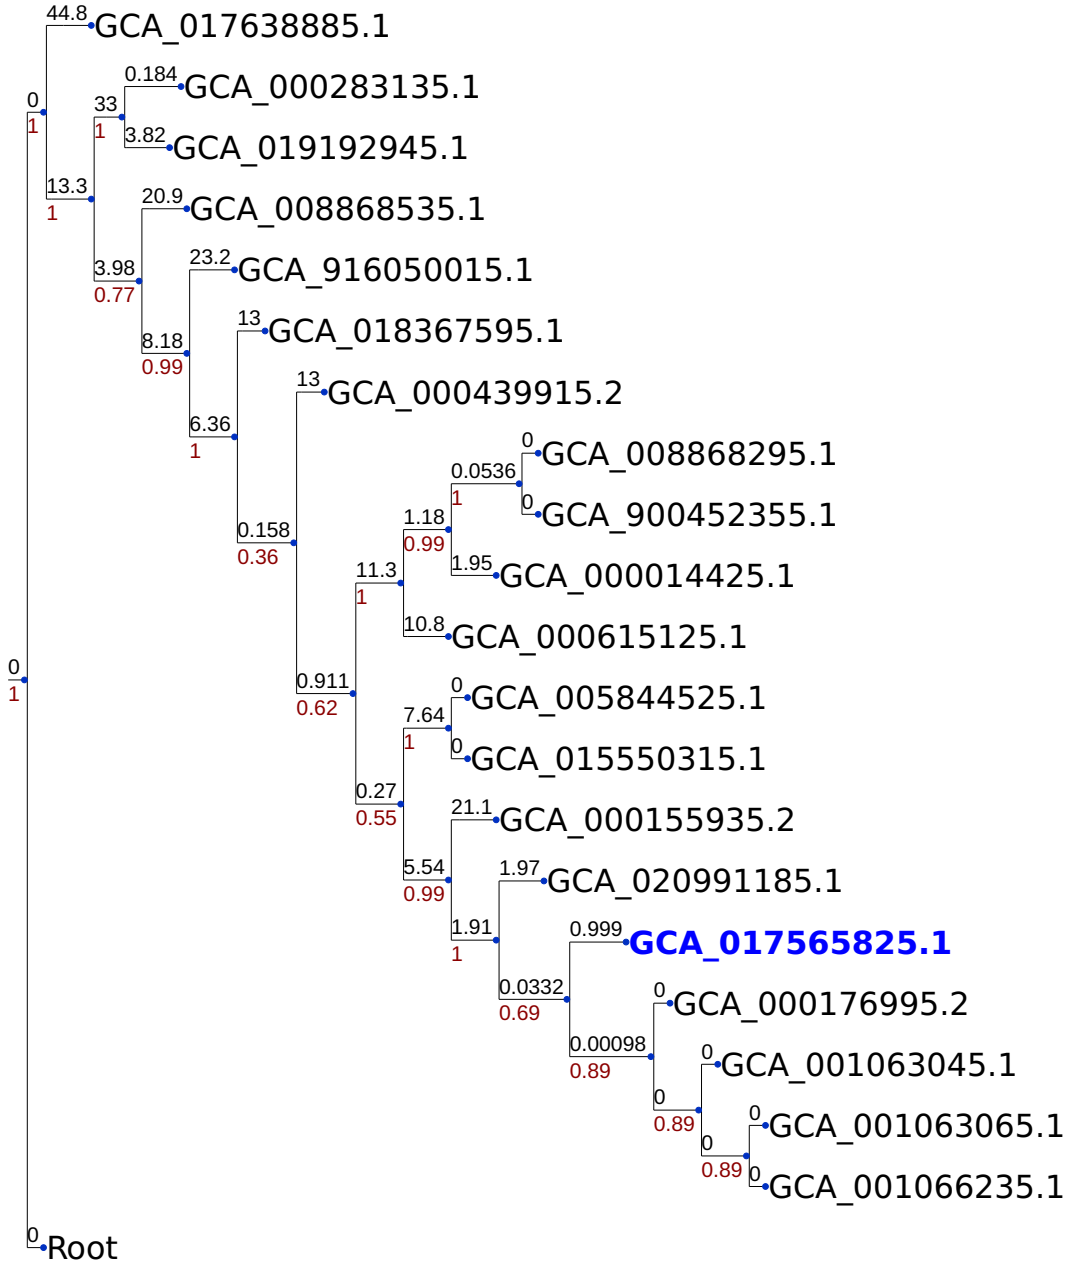 44.8 GCA_017638885.1
0.184 GCA_000283135.1
0 33
1 1
3.82 GCA_019192945.1
13.3 20.9 GCA_008868535.1
1
23.2 GCA_916050015.1
3.98
0.77
13 GCA_018367595.1
8.18
0.99
13 GCA_000439915.2
6.36
1
0 GCA_008868295.1
0.0536
1
0 GCA_900452355.1
1.18
0.158 0.99
0.36
1.95 GCA_000014425.1
11.3
1
10.8 GCA_000615125.1
0
1
0.911
0.62
0 GCA_005844525.1
7.64
1
0 GCA_015550315.1
0.27
0.55
21.1 GCA_000155935.2
5.54
0.99
1.97 GCA_020991185.1
1.91
1
0.999 GCA_017565825.1
0.0332
0.69
0 GCA_000176995.2
0.00098
0.89
0 GCA_001063045.1
0
0.89
0 GCA_001063065.1
0
0.89
0 GCA_001066235.1
0 Root